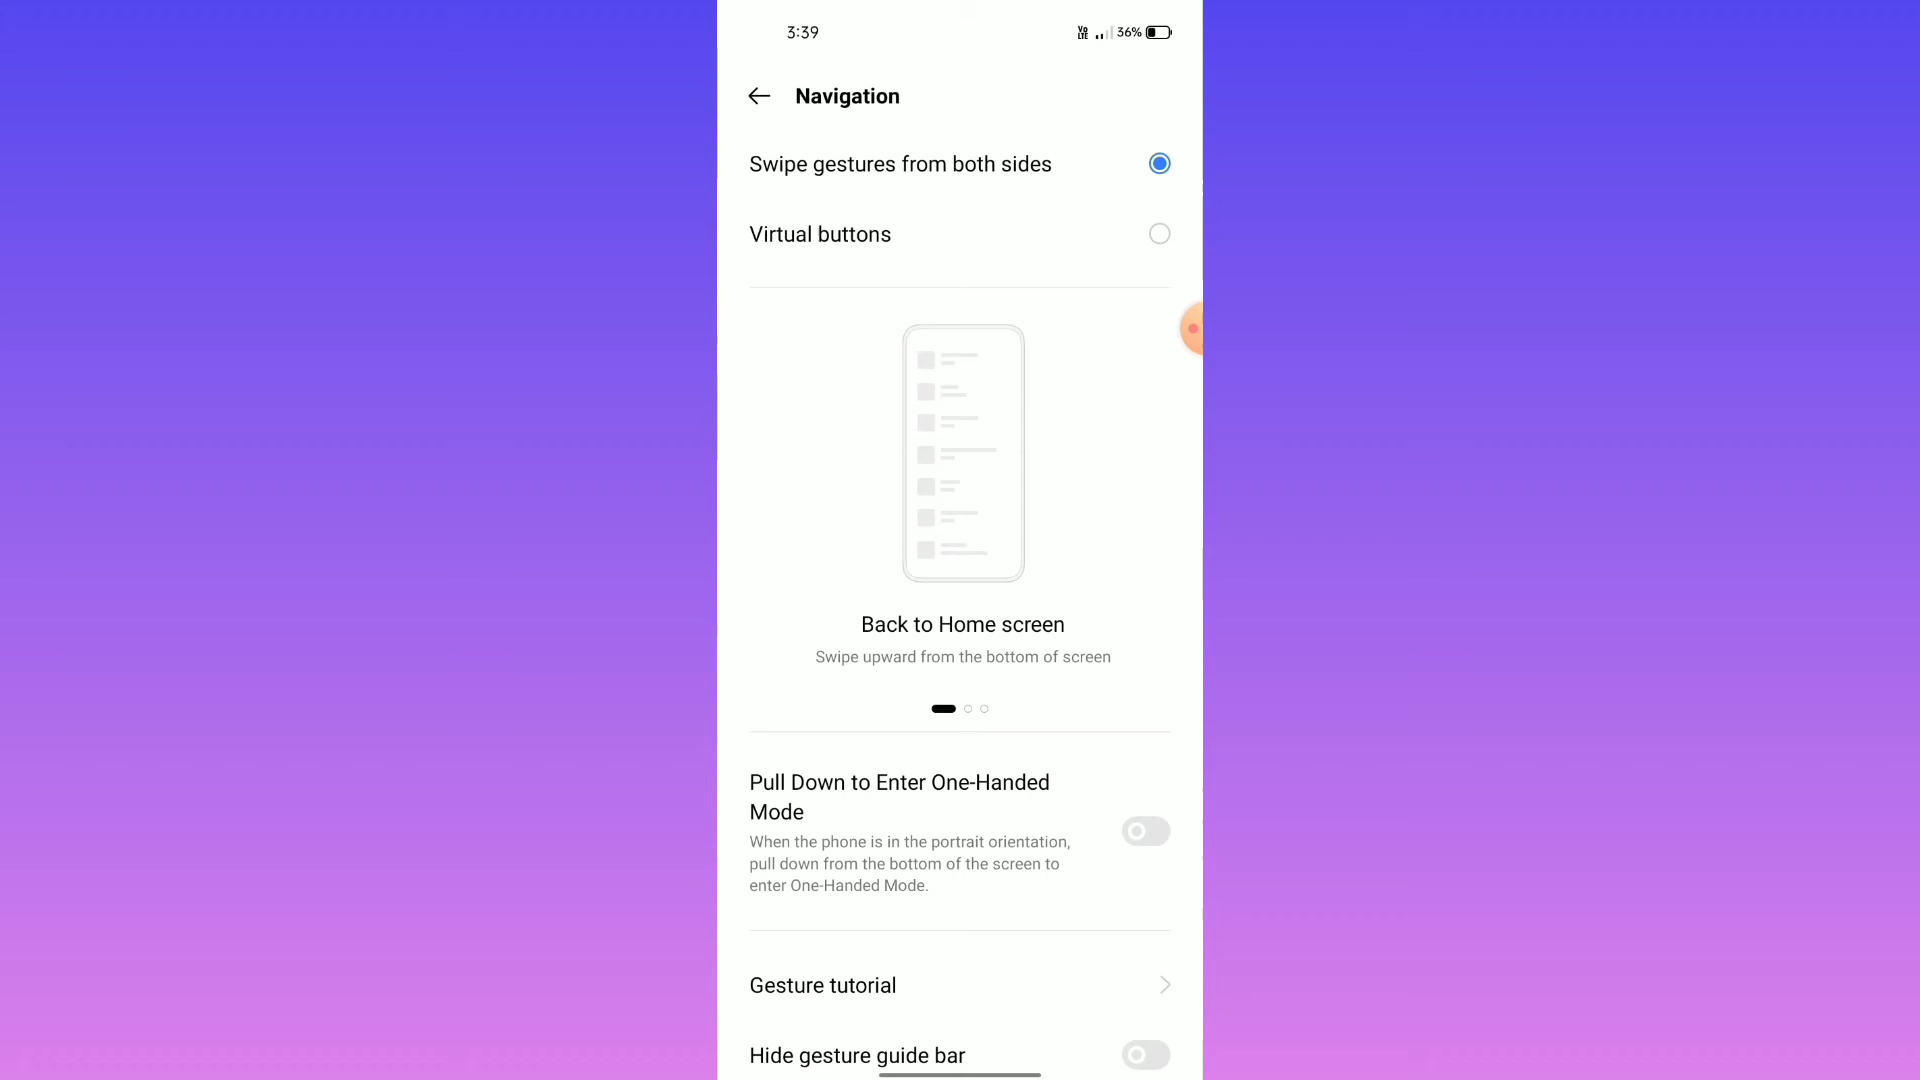 3:39
Vo
LTE
36%
Navigation
Swipe gestures from both sides
Virtual buttons
Back to Home screen
Swipe upward from the bottom of screen
Pull Down to Enter One-Handed
Mode
When the phone is in the portrait orientation,
pull down from the bottom of the screen to
enter One-Handed Mode.
Gesture tutorial
Hide gesture guide bar